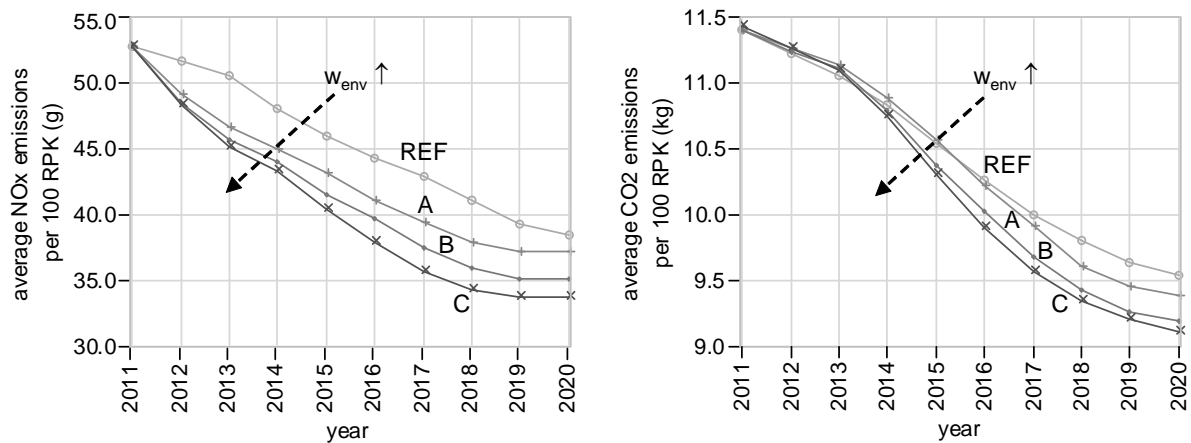 average NOx emissions
per 100 RPK (g)
55.0
50.0
45.0
40.0
35.0
30.0
w_env ↑
REF
A
B
C
2011
2012
2013
2014
2015
2016
2017
2018
2019
2020
year
average CO2 emissions
per 100 RPK (kg)
11.5
11.0
10.5
10.0
9.5
9.0
w_env ↑
REF
A
B
C
2011
2012
2013
2014
2015
2016
2017
2018
2019
2020
year